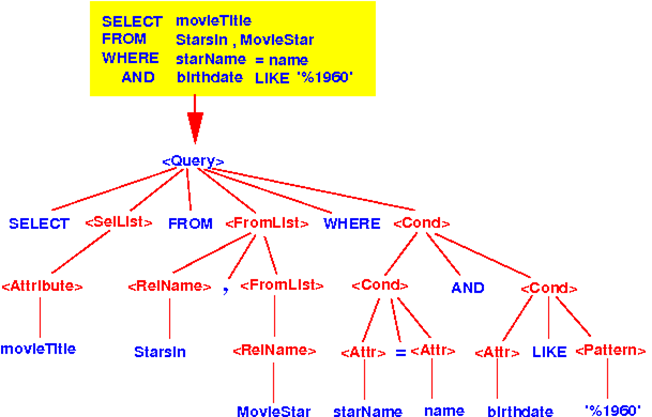 SELECT movieTitle
FROM StarsIn , MovieStar
WHERE starName = name
AND birthdate LIKE '%1960'
<Query>
SELECT <SelList> FROM <FromList> WHERE <Cond>
<Attribute> <RelName> , <FromList> <Cond> AND <Cond>
movieTitle StarsIn <RelName> <Attr> = <Attr> <Attr> LIKE <Pattern>
MovieStar starName name birthdate '%1960'